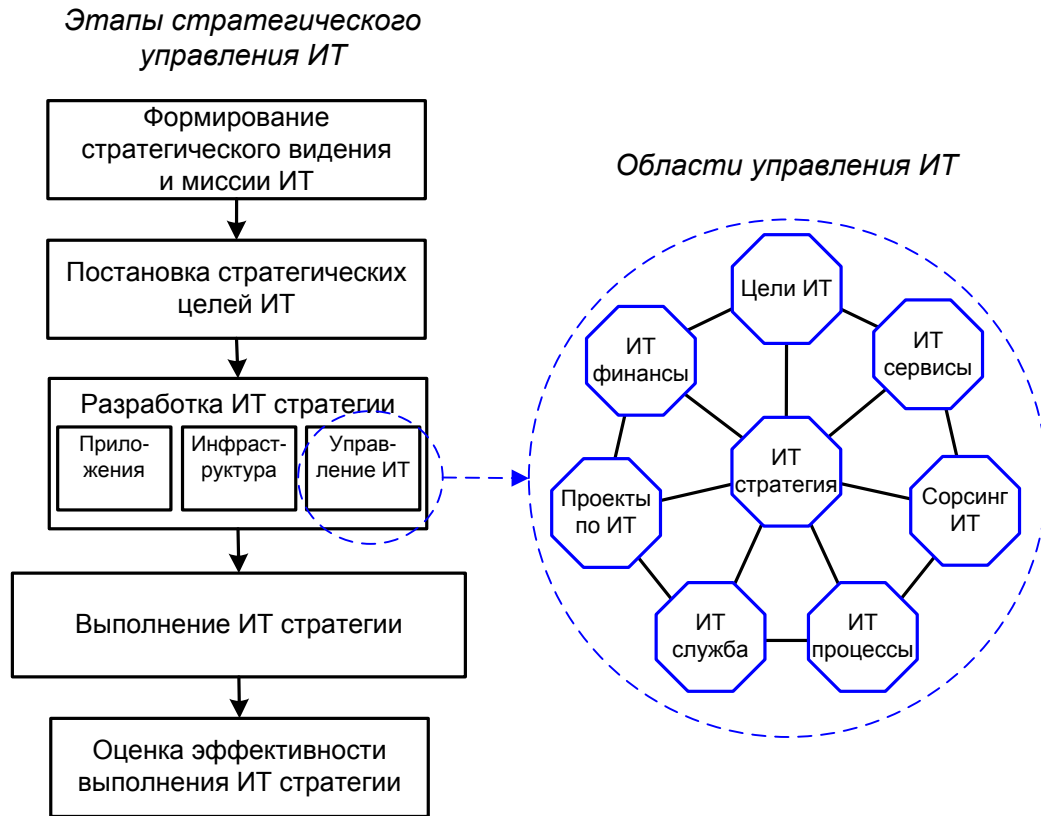 Этапы стратегического
управления ИТ
Формирование
стратегического видения
и миссии ИТ
Постановка стратегических
целей ИТ
Разработка ИТ стратегии
Прило-
жения
Инфраст-
руктура
Управ-
ление ИТ
Выполнение ИТ стратегии
Оценка эффективности
выполнения ИТ стратегии
Области управления ИТ
Цели ИТ
ИТ
финансы
ИТ
сервисы
ИТ
стратегия
Проекты
по ИТ
Сорсинг
ИТ
ИТ
служба
ИТ
процессы